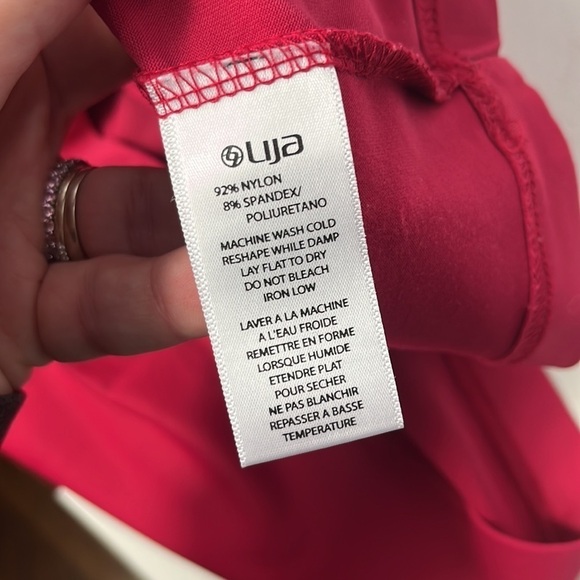 Lija
92% NYLON
8% SPANDEX/
POLIURETANO
MACHINE WASH COLD
RESHAPE WHILE DAMP
LAY FLAT TO DRY
DO NOT BLEACH
IRON LOW
LAVER A LA MACHINE
A L'EAU FROIDE
REMETTRE EN FORME
LORSQUE HUMIDE
ETENDRE PLAT
POUR SECHER
NE PAS BLANCHIR
REPASSER A BASSE
TEMPERATURE